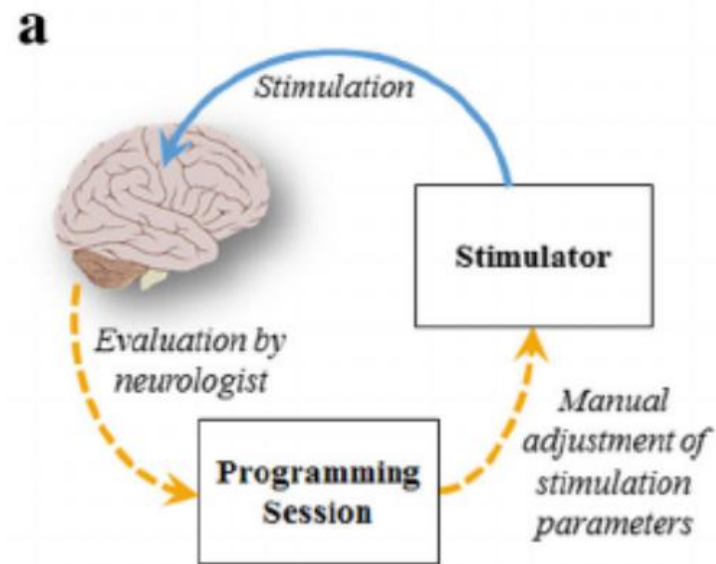 a
Stimulation
Stimulator
Evaluation by
neurologist
Programming
Session
Manual
adjustment of
stimulation
parameters